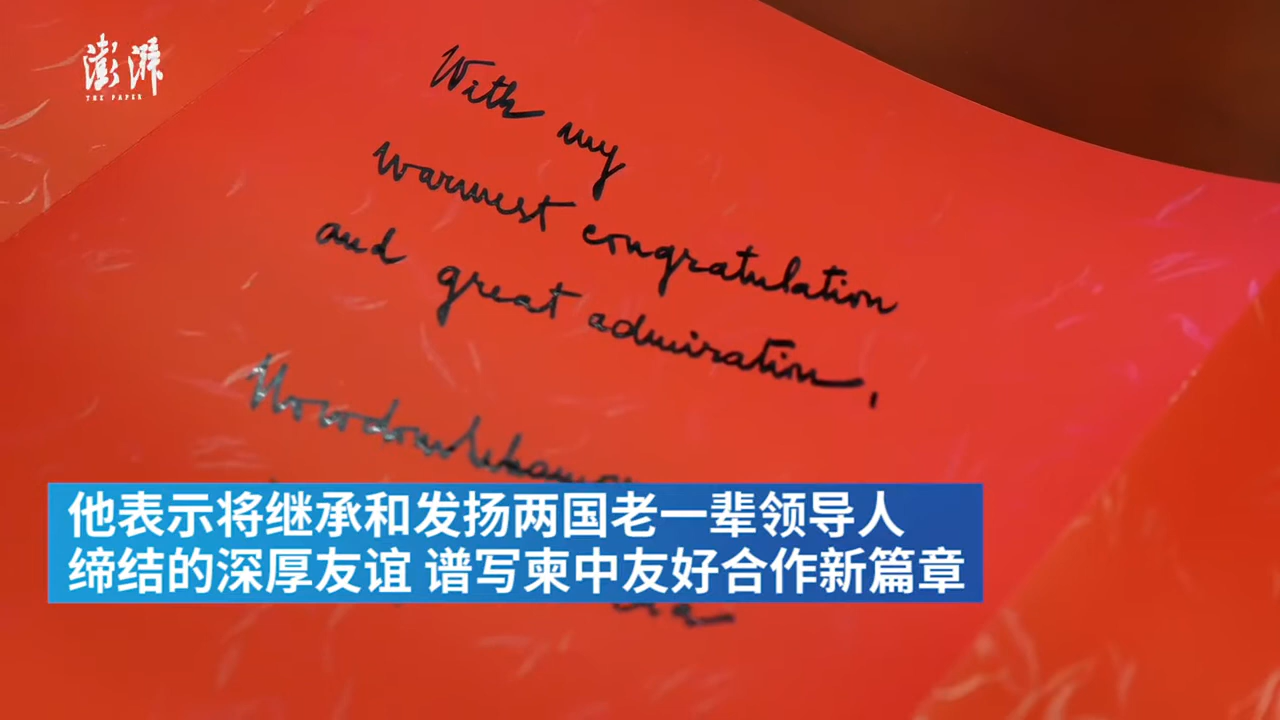 澎湃
THE PAPER
With my
warmest congratulation
and great admiration,
他表示将继承和发扬两国老一辈领导人
缔结的深厚友谊 谱写柬中友好合作新篇章